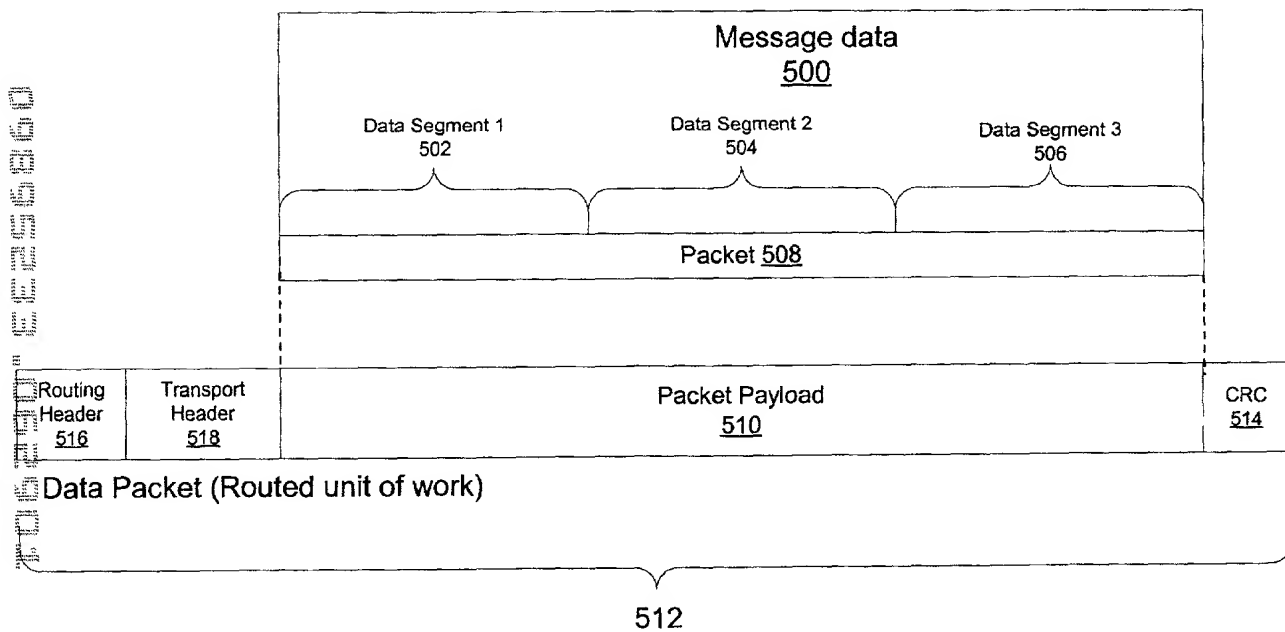 Message data
500
Data Segment 1
502
Data Segment 2
504
Data Segment 3
506
Packet 508
Routing
Header
516
Transport
Header
518
Packet Payload
510
CRC
514
Data Packet (Routed unit of work)
512